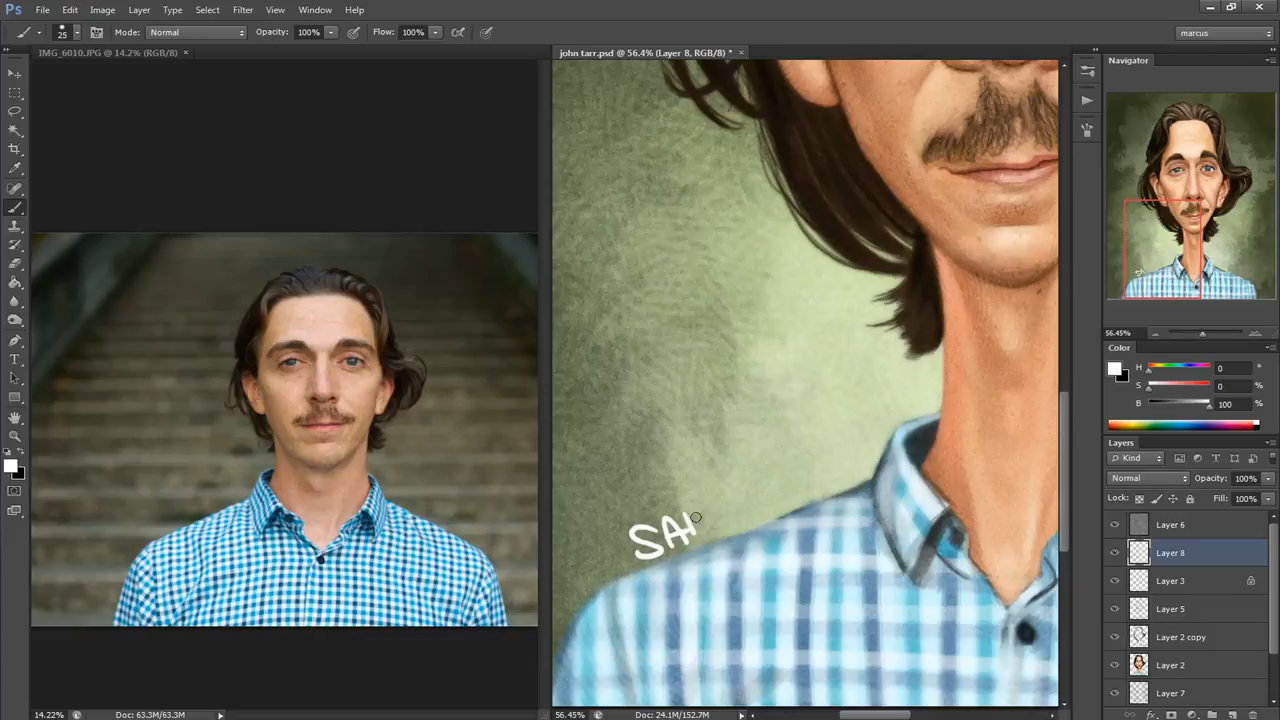 Ps File Edit Image Layer Type Select Filter View Window Help
25 Mode: Normal Opacity: 100% Flow: 100% marcus
IMG_6010.JPG @ 14.2% (RGB/8) × john tarr.psd @ 56.4% (Layer 8, RGB/8) * ×
Navigator
56.45%
Color
H 0 °
S 0 %
B 100 %
Layers
Kind
Normal Opacity: 100%
Lock: Fill: 100%
Layer 6
SAI
Layer 8
Layer 3
Layer 5
Layer 2 copy
Layer 2
Layer 7
14.22% Doc: 63.3M/63.3M 56.45% Doc: 24.1M/152.7M